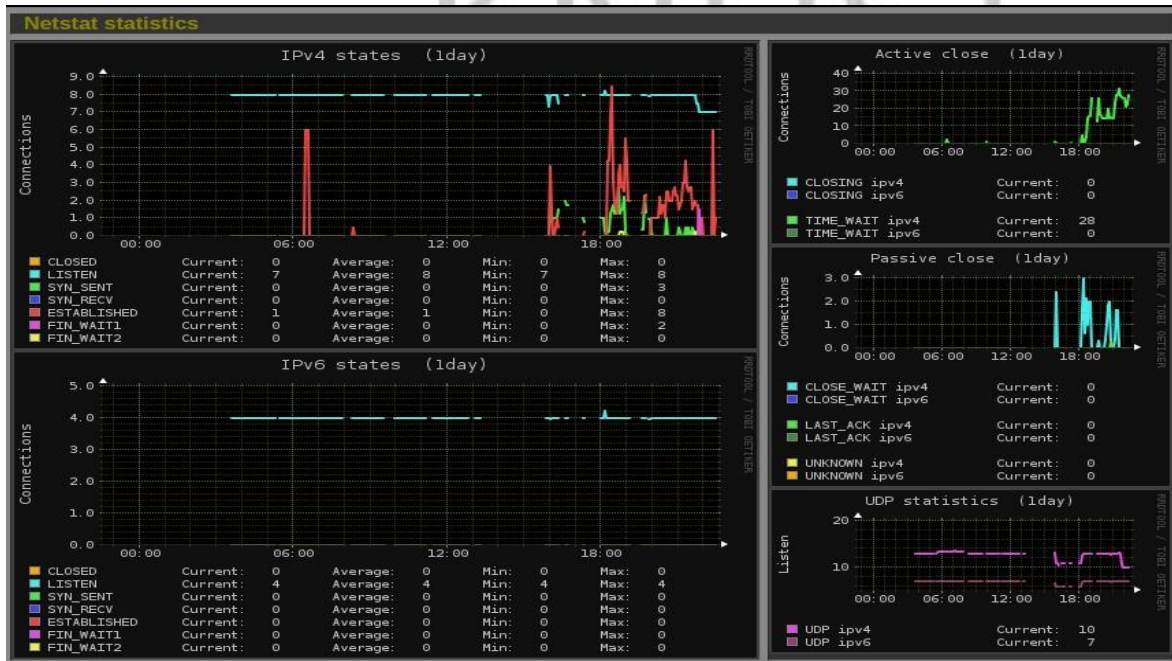 Netstat statistics
IPv4 states (1day)
Connections
9.0
8.0
7.0
6.0
5.0
4.0
3.0
2.0
1.0
0.0
00:00 06:00 12:00 18:00
CLOSED Current: 0 Average: 0 Min: 0 Max: 0
LISTEN Current: 7 Average: 8 Min: 7 Max: 8
SYN_SENT Current: 0 Average: 0 Min: 0 Max: 3
SYN_RECV Current: 0 Average: 0 Min: 0 Max: 0
ESTABLISHED Current: 1 Average: 1 Min: 0 Max: 8
FIN_WAIT1 Current: 0 Average: 0 Min: 0 Max: 2
FIN_WAIT2 Current: 0 Average: 0 Min: 0 Max: 0
RRDTOOL / TOBI OETIKER
IPv6 states (1day)
Connections
5.0
4.0
3.0
2.0
1.0
0.0
00:00 06:00 12:00 18:00
CLOSED Current: 0 Average: 0 Min: 0 Max: 0
LISTEN Current: 4 Average: 4 Min: 4 Max: 4
SYN_SENT Current: 0 Average: 0 Min: 0 Max: 0
SYN_RECV Current: 0 Average: 0 Min: 0 Max: 0
ESTABLISHED Current: 0 Average: 0 Min: 0 Max: 0
FIN_WAIT1 Current: 0 Average: 0 Min: 0 Max: 0
FIN_WAIT2 Current: 0 Average: 0 Min: 0 Max: 0
RRDTOOL / TOBI OETIKER
Active close (1day)
Connections
40
30
20
10
0
00:00 06:00 12:00 18:00
CLOSING ipv4 Current: 0
CLOSING ipv6 Current: 0
TIME_WAIT ipv4 Current: 28
TIME_WAIT ipv6 Current: 0
RRDTOOL / TOBI OETIKER
Passive close (1day)
Connections
3.0
2.0
1.0
0.0
00:00 06:00 12:00 18:00
CLOSE_WAIT ipv4 Current: 0
CLOSE_WAIT ipv6 Current: 0
LAST_ACK ipv4 Current: 0
LAST_ACK ipv6 Current: 0
UNKNOWN ipv4 Current: 0
UNKNOWN ipv6 Current: 0
RRDTOOL / TOBI OETIKER
UDP statistics (1day)
Listen
20
10
00:00 06:00 12:00 18:00
UDP ipv4 Current: 10
UDP ipv6 Current: 7
RRDTOOL / TOBI OETIKER